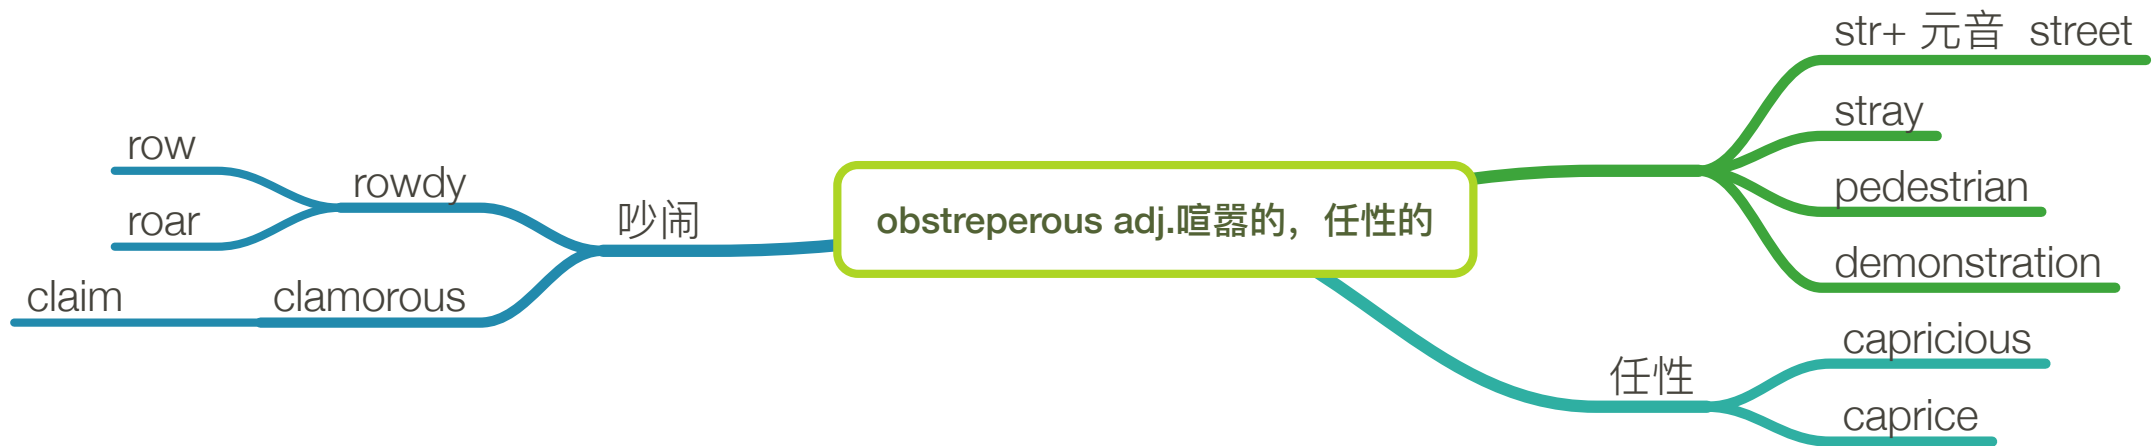 str+ 元音  street
stray
row
rowdy
pedestrian
roar
吵闹
obstreperous adj.喧嚣的，任性的
demonstration
claim
clamorous
capricious
任性
caprice